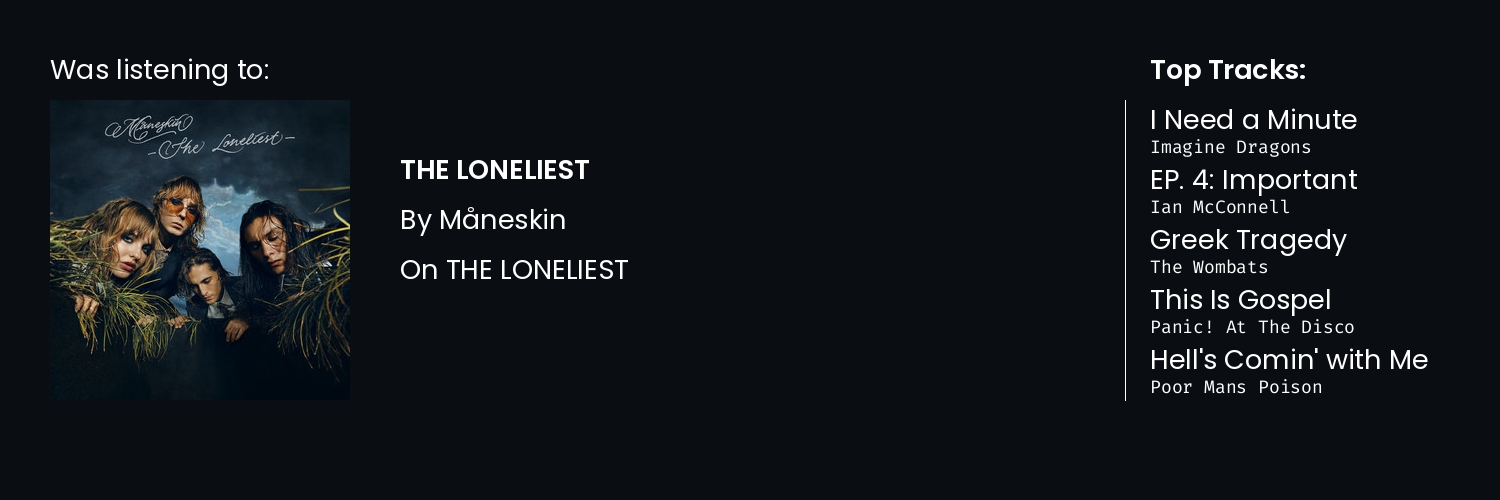 Was listening to:
Måneskin
–The Loneliest–
THE LONELIEST
By Måneskin
On THE LONELIEST
Top Tracks:
I Need a Minute
Imagine Dragons
EP. 4: Important
Ian McConnell
Greek Tragedy
The Wombats
This Is Gospel
Panic! At The Disco
Hell's Comin' with Me
Poor Mans Poison